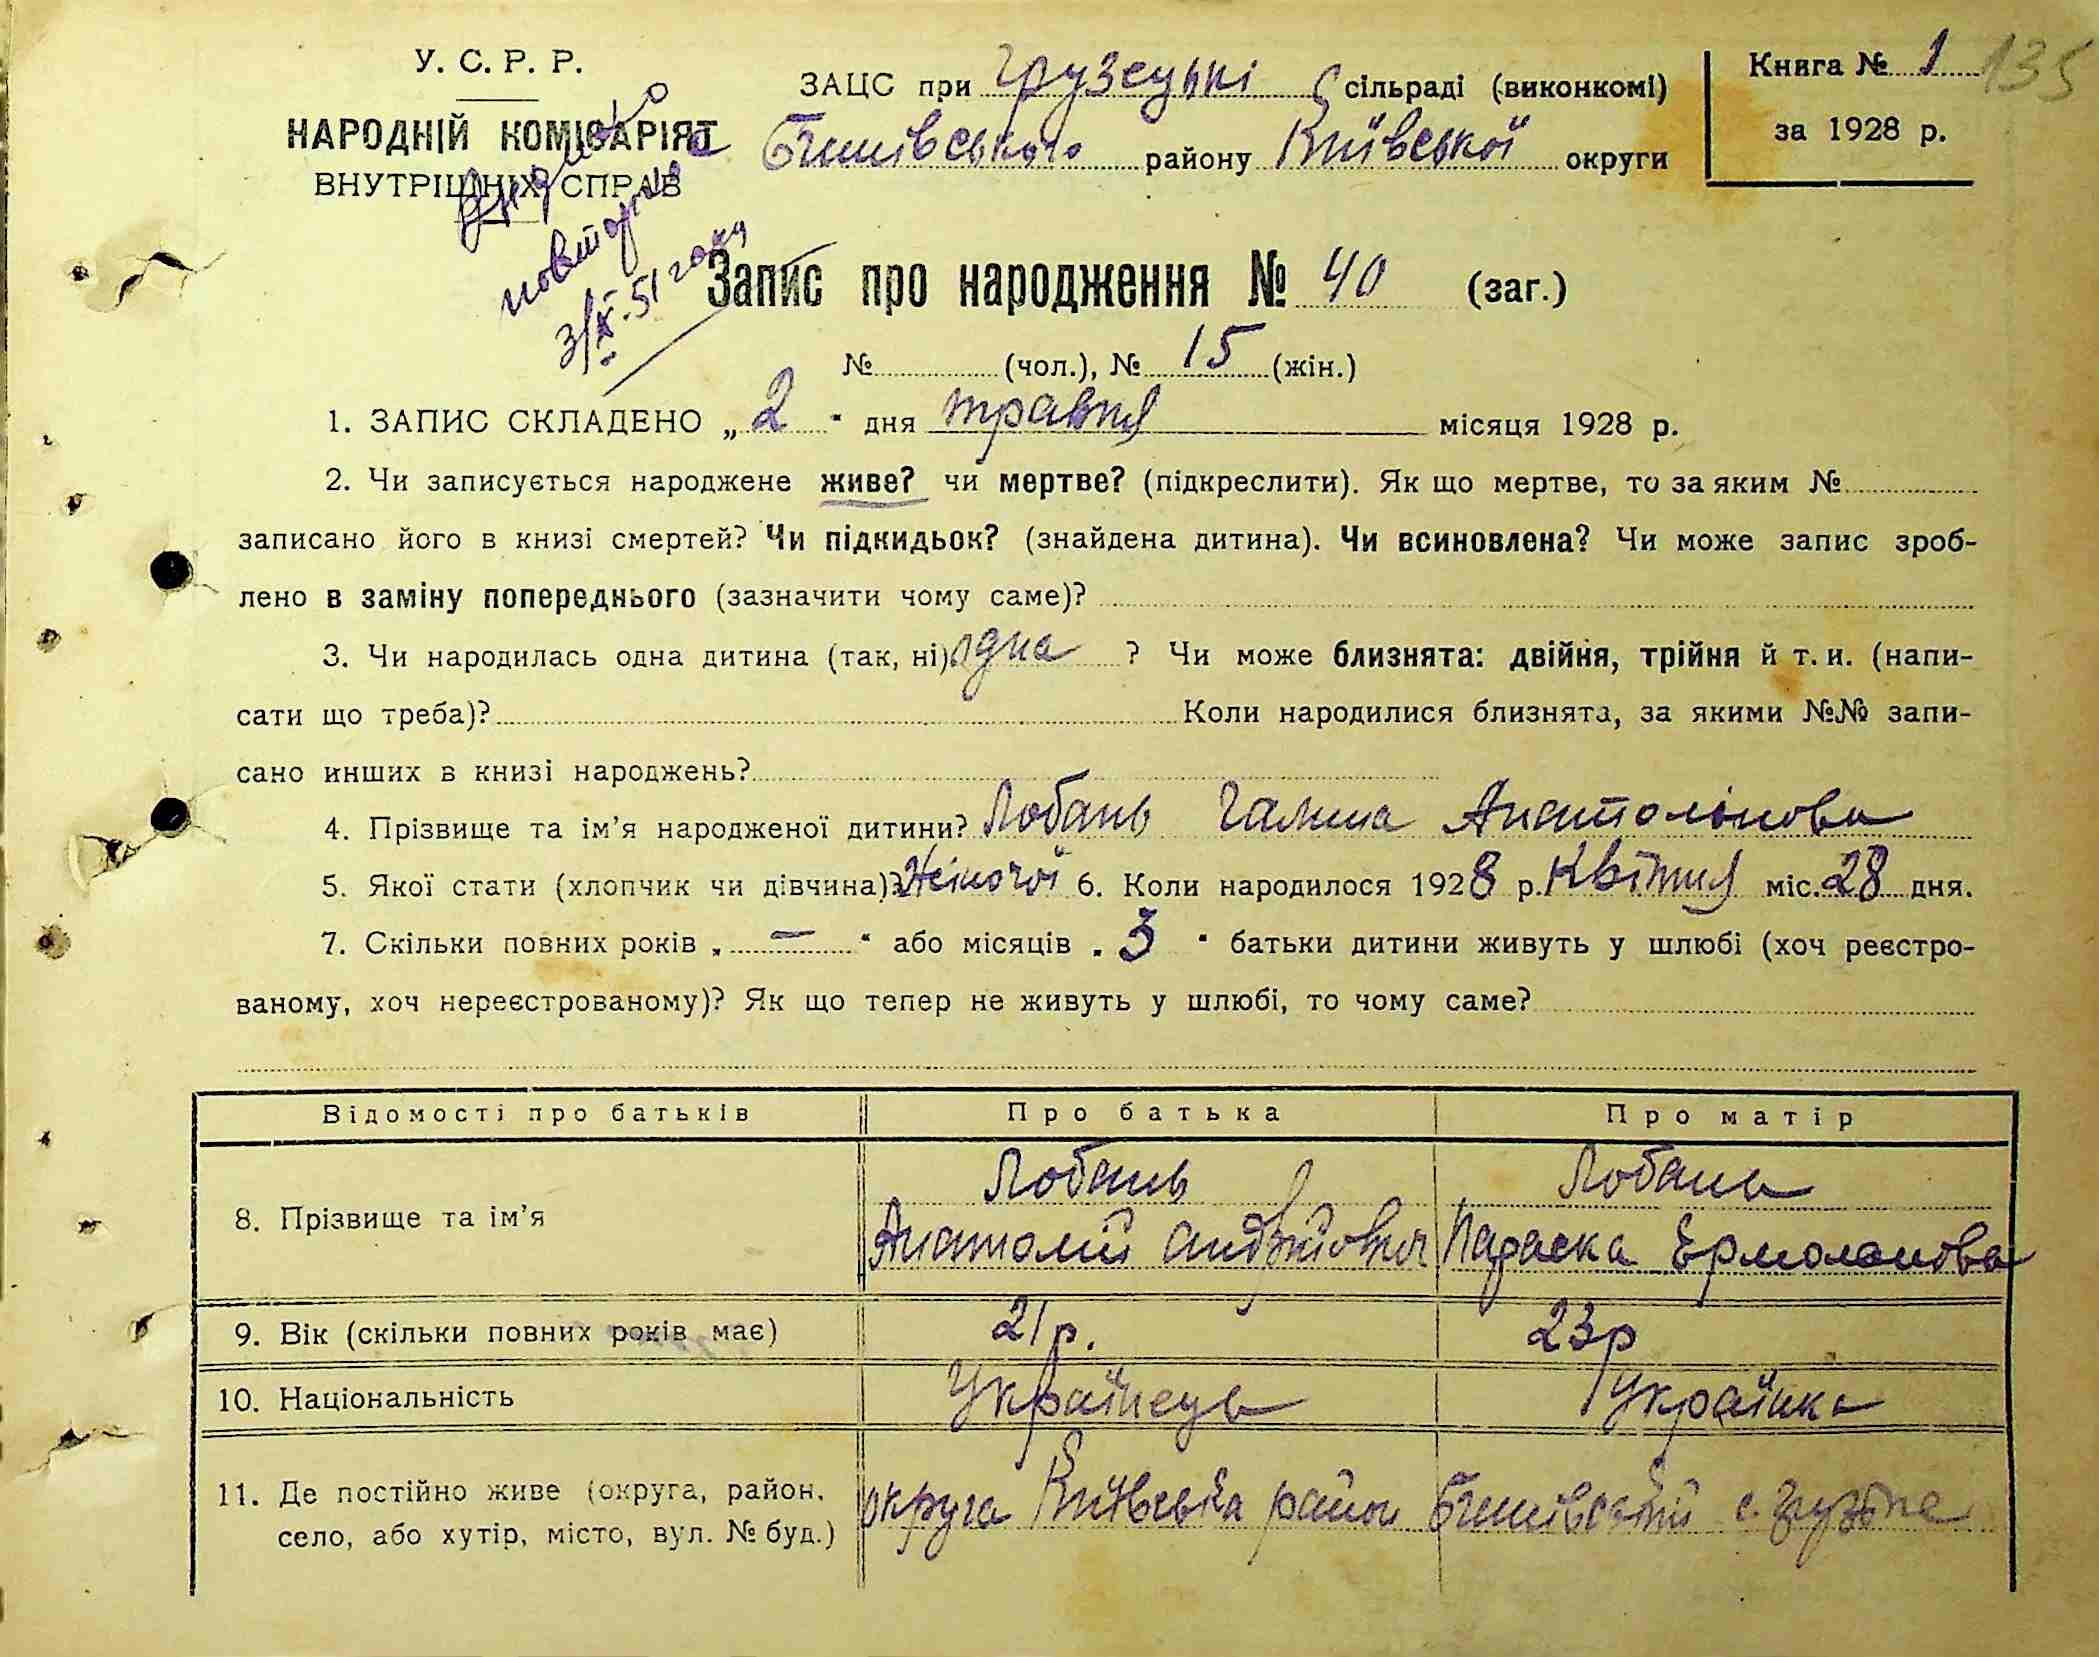 У. С. Р. Р.
НАРОДНІЙ КОМІСАРІЯТ
ВНУТРІШНІХ СПРАВ
Видано
повторно
3/X-51 года
ЗАЦС при Грузецькі сільраді (виконкомі)
Бишівського району Київської округи
Книга № 1
за 1928 р.
135
Запис про народження № 40 (заг.)
№ (чол.), № 15 (жін.)
1. ЗАПИС СКЛАДЕНО „ 2 “ дня травня місяця 1928 р.
2. Чи записується народжене живе? чи мертве? (підкреслити). Як що мертве, то за яким №
записано його в книзі смертей? Чи підкидьок? (знайдена дитина). Чи всиновлена? Чи може запис зроб-
лено в заміну попереднього (зазначити чому саме)?
3. Чи народилась одна дитина (так, ні) одна ? Чи може близнята: двійня, трійня й т. и. (напи-
сати що треба)? Коли народилися близнята, за якими №№ запи-
сано инших в книзі народжень?
4. Прізвище та ім’я народженої дитини? Лобань Галина Анатольінова
5. Якої стати (хлопчик чи дівчина)? Жіночої 6. Коли народилося 1928 р. Квітня міс. 28 дня.
7. Скільки повних років „ — “ або місяців „ 3 “ батьки дитини живуть у шлюбі (хоч реєстро-
ваному, хоч нереєстрованому)? Як що тепер не живуть у шлюбі, то чому саме?
Відомості про батьків Про батька Про матір
8. Прізвище та ім’я
Лобань Лобань
Анатолій Андрійович Параска Ермолаиова
9. Вік (скільки повних років має) 21р. 23р
10. Національність Українець Українка
11. Де постійно живе (округа, район,
село, або хутір, місто, вул. № буд.)
округа Київська район Бишівський с. Грузьке